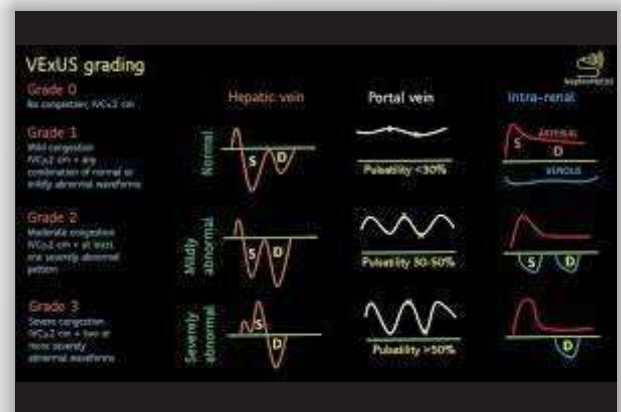 VExUS grading
Grade 0
No congestion, IVC<2 cm
Hepatic vein
Portal vein
Intra-renal
NephroPOCUS
Grade 1
Mild congestion
IVC≥2 cm + any
combination of normal or
mildly abnormal waveforms
Normal
S
D
Pulsatility <30%
ARTERIAL
S
D
VENOUS
Grade 2
Moderate congestion
IVC≥2 cm + at least
one severely abnormal
pattern
Mildly
abnormal
S
D
Pulsatility 30-50%
S
D
Grade 3
Severe congestion
IVC≥2 cm + two or
more severely
abnormal waveforms
Severely
abnormal
S
D
Pulsatility >50%
D